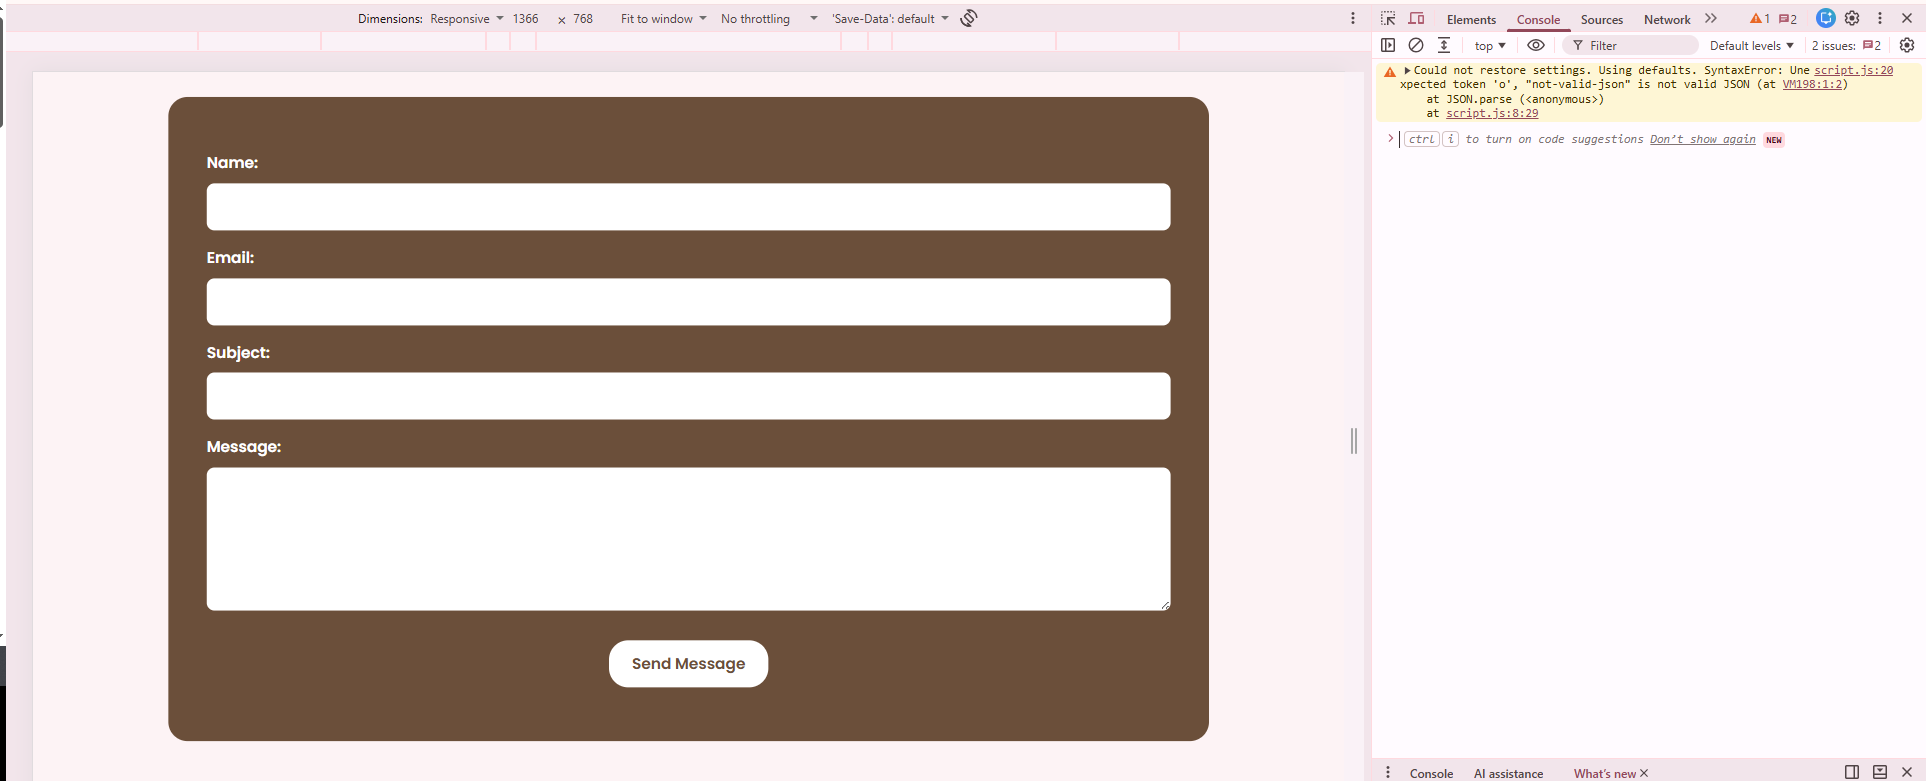 Dimensions: Responsive 1366 x 768 Fit to window No throttling 'Save-Data': default
Elements Console Sources Network 1 2
top Filter Default levels 2 issues: 2
Could not restore settings. Using defaults. SyntaxError: Une script.js:20
xpected token 'o', "not-valid-json" is not valid JSON (at VM198:1:2)
at JSON.parse (<anonymous>)
at script.js:8:29
ctrl i to turn on code suggestions Don't show again NEW
Name:
Email:
Subject:
Message:
Send Message
Console AI assistance What's new